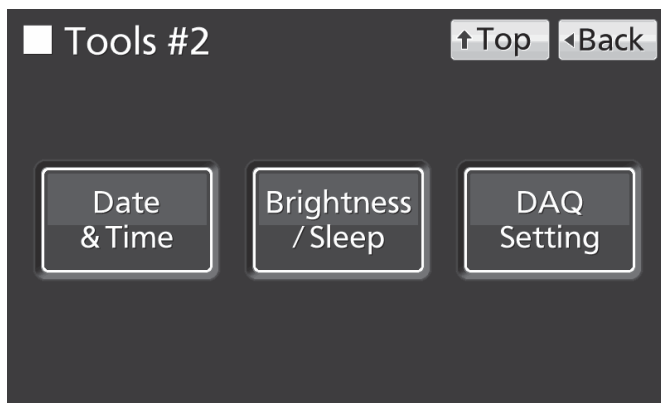 Tools #2
↑Top
◂Back
Date
& Time
Brightness
/ Sleep
DAQ
Setting